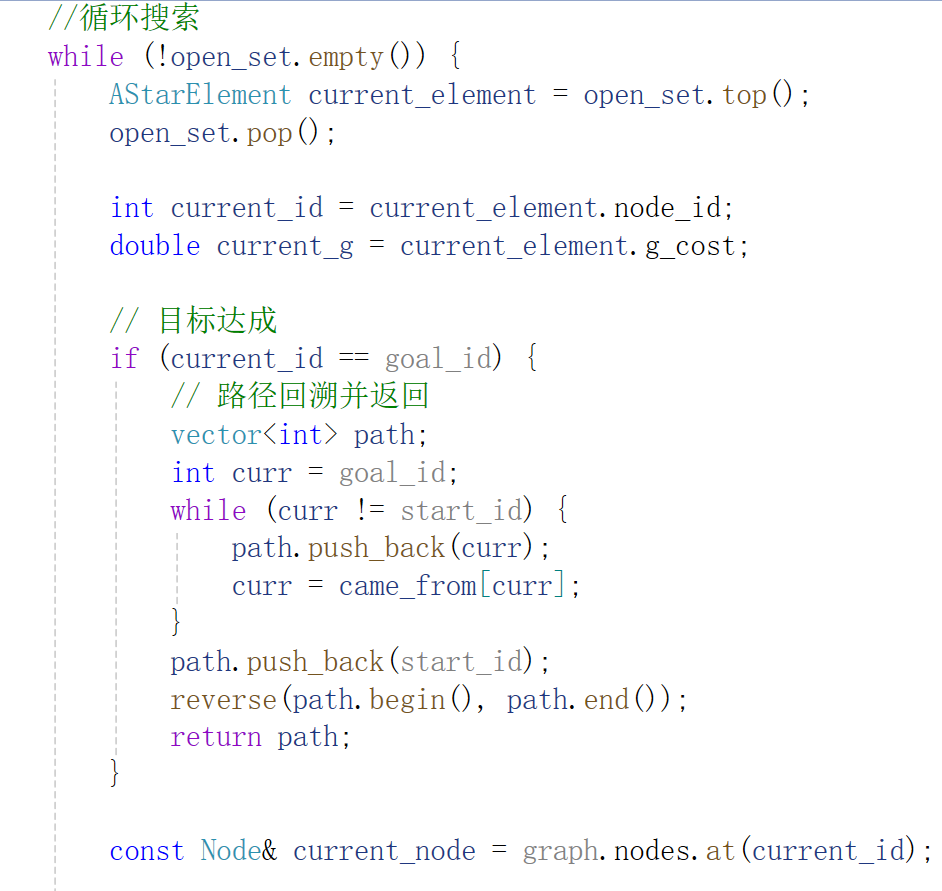 //循环搜索
while (!open_set.empty()) {
    AStarElement current_element = open_set.top();
    open_set.pop();

    int current_id = current_element.node_id;
    double current_g = current_element.g_cost;

    // 目标达成
    if (current_id == goal_id) {
        // 路径回溯并返回
        vector<int> path;
        int curr = goal_id;
        while (curr != start_id) {
            path.push_back(curr);
            curr = came_from[curr];
        }
        path.push_back(start_id);
        reverse(path.begin(), path.end());
        return path;
    }

    const Node& current_node = graph.nodes.at(current_id);